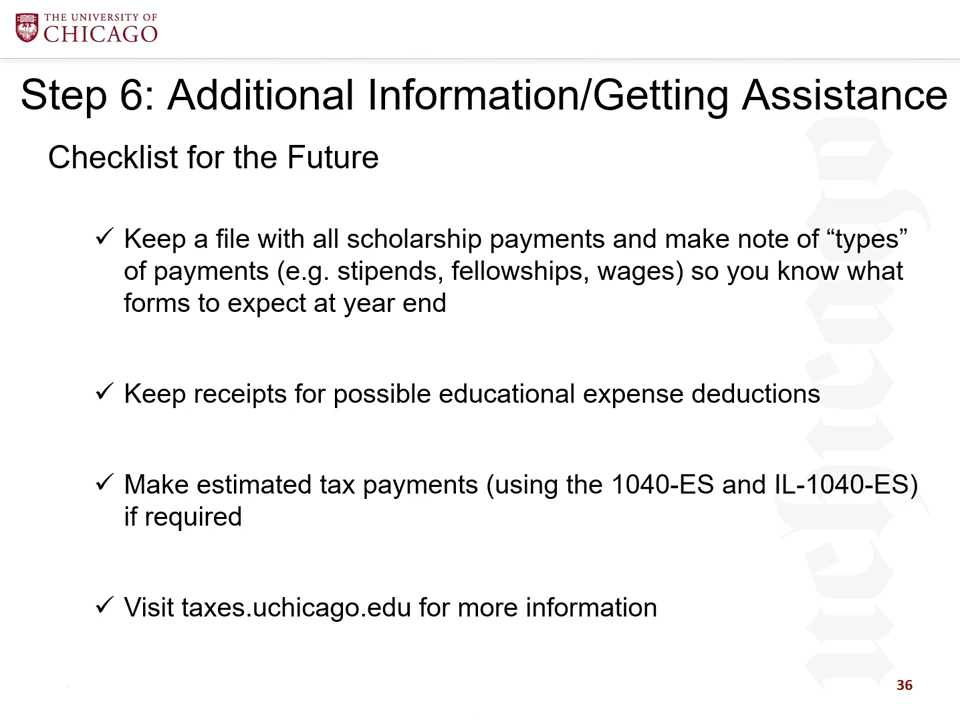 THE UNIVERSITY OF
CHICAGO
Step 6: Additional Information/Getting Assistance
Checklist for the Future
✓ Keep a file with all scholarship payments and make note of “types”
of payments (e.g. stipends, fellowships, wages) so you know what
forms to expect at year end
✓ Keep receipts for possible educational expense deductions
✓ Make estimated tax payments (using the 1040-ES and IL-1040-ES)
if required
✓ Visit taxes.uchicago.edu for more information
uchicago
36